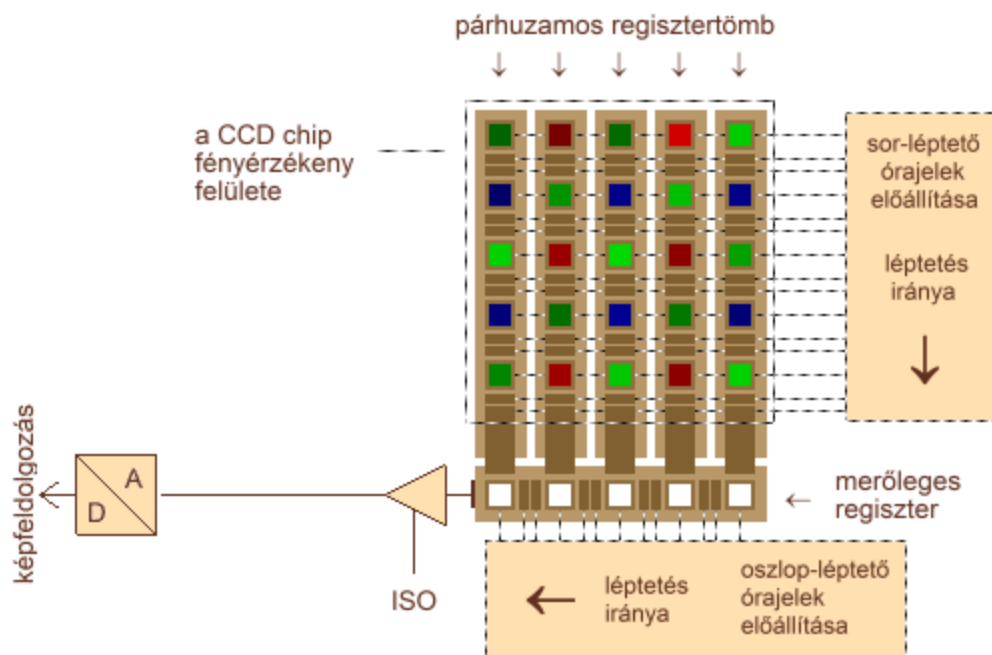 párhuzamos regisztertömb
a CCD chip
fényérzékeny
felülete
sor-léptető
órajelek
előállítása
léptetés
iránya
képfeldolgozás
A
D
ISO
merőleges
regiszter
léptetés
iránya
oszlop-léptető
órajelek
előállítása